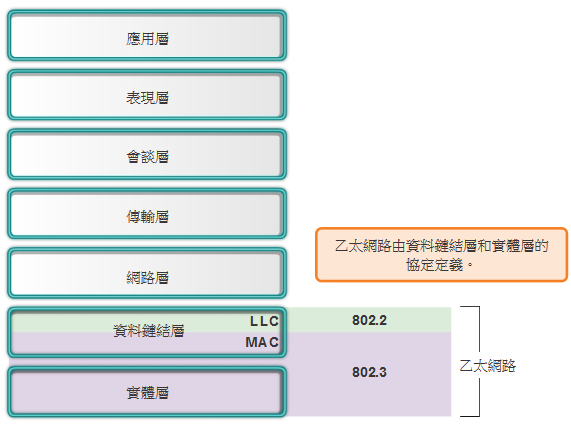 應用層
表現層
會談層
傳輸層
乙太網路由資料鏈結層和實體層的
協定定義。
網路層
LLC
802.2
資料鏈結層
MAC
乙太網路
802.3
實體層